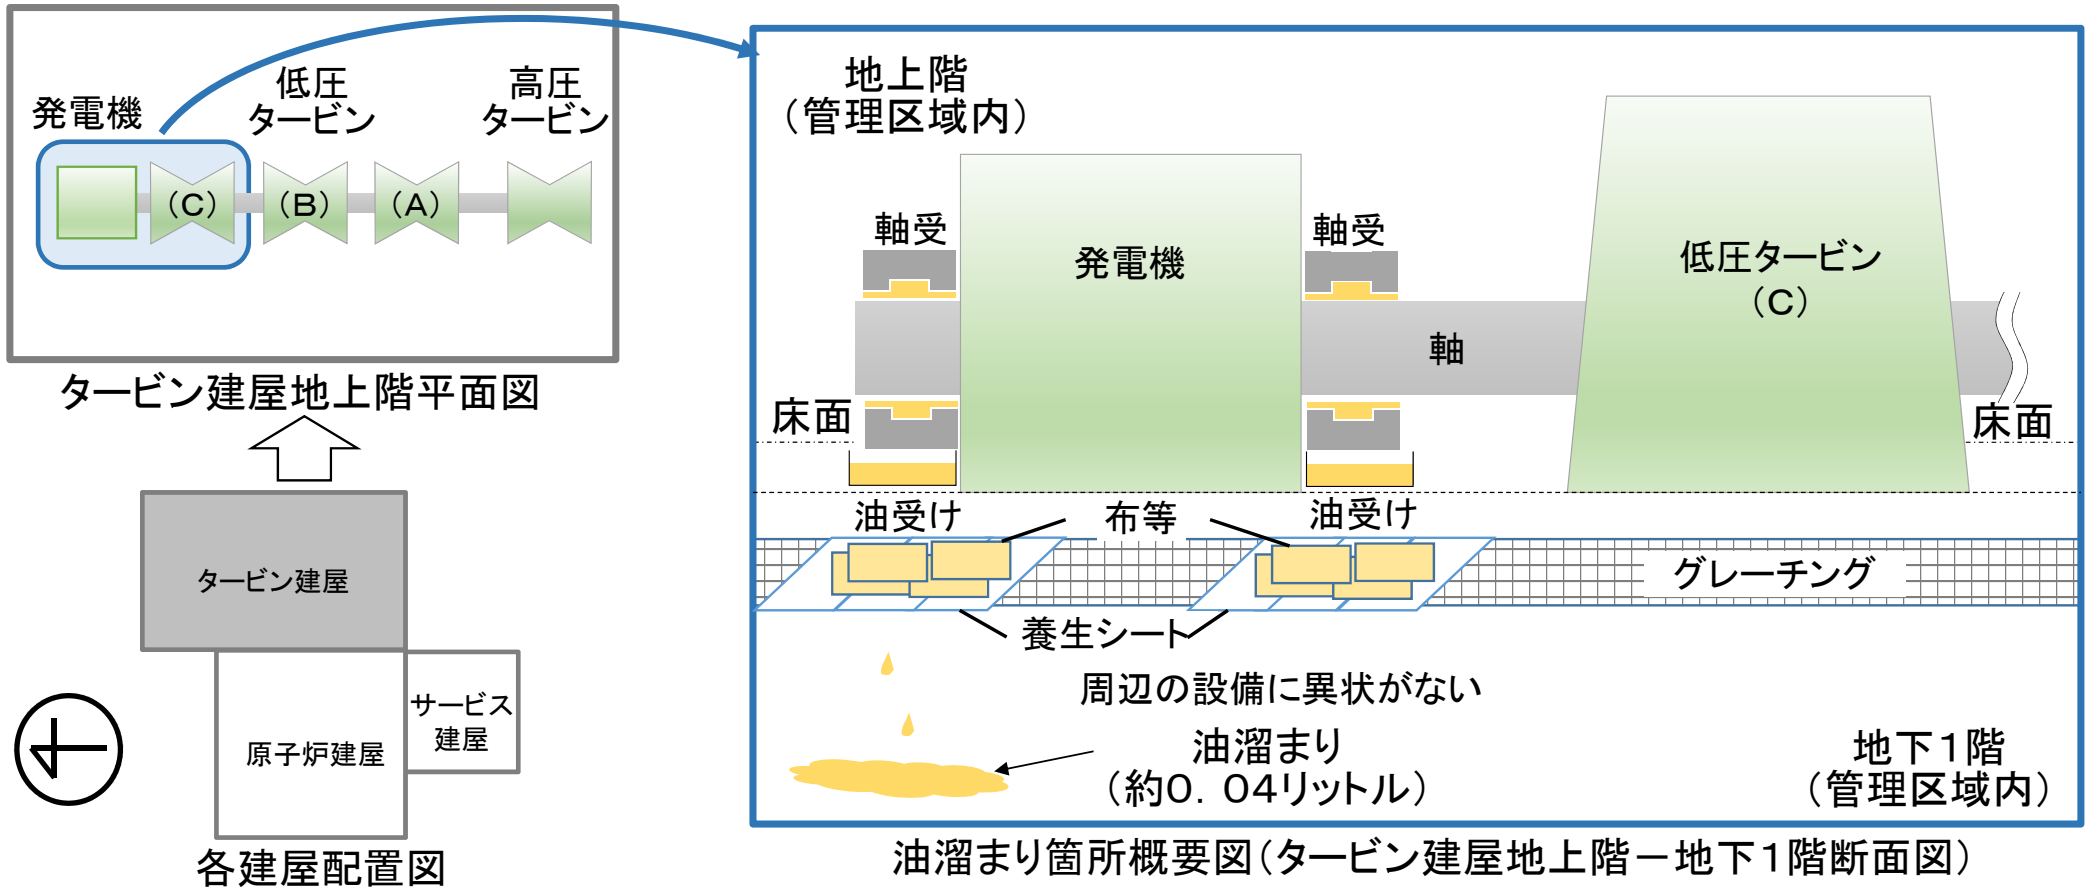 発電機
低圧
タービン
高圧
タービン
（C）
（B）
（A）
タービン建屋地上階平面図
タービン建屋
原子炉建屋
サービス
建屋
各建屋配置図
地上階
（管理区域内）
軸受
発電機
軸受
低圧タービン
（C）
軸
床面
床面
油受け
布等
油受け
グレーチング
養生シート
周辺の設備に異状がない
油溜まり
（約0．04リットル）
地下1階
（管理区域内）
油溜まり箇所概要図（タービン建屋地上階－地下1階断面図）